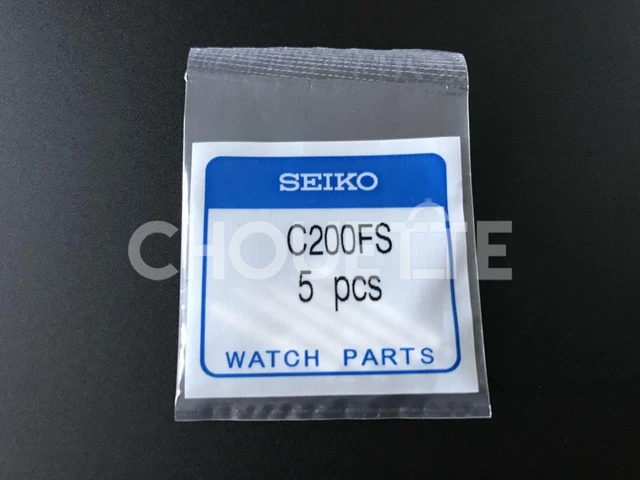 SEIKO
C200FS
CHOUETTE
5 pcs
WATCH PARTS